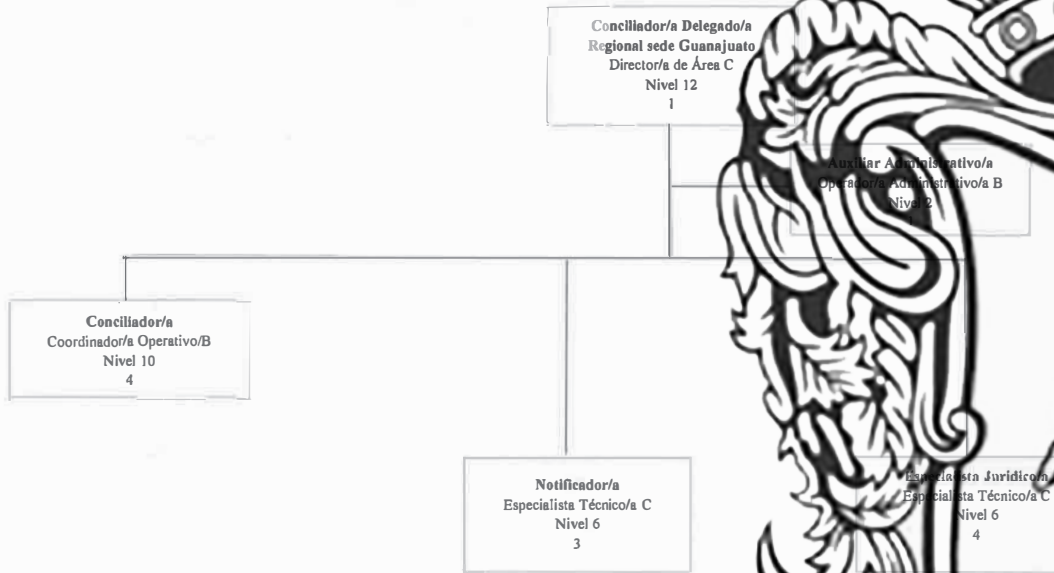 Conciliador/a Delegado/a
Regional sede Guanajuato
Director/a de Área C
Nivel 12
1
Auxiliar Administrativo/a
Operador/a Administrativo/a B
Nivel 2
Conciliador/a
Coordinador/a Operativo/B
Nivel 10
4
Notificador/a
Especialista Técnico/a C
Nivel 6
3
Especialista Jurídico/a
Especialista Técnico/a C
Nivel 6
4